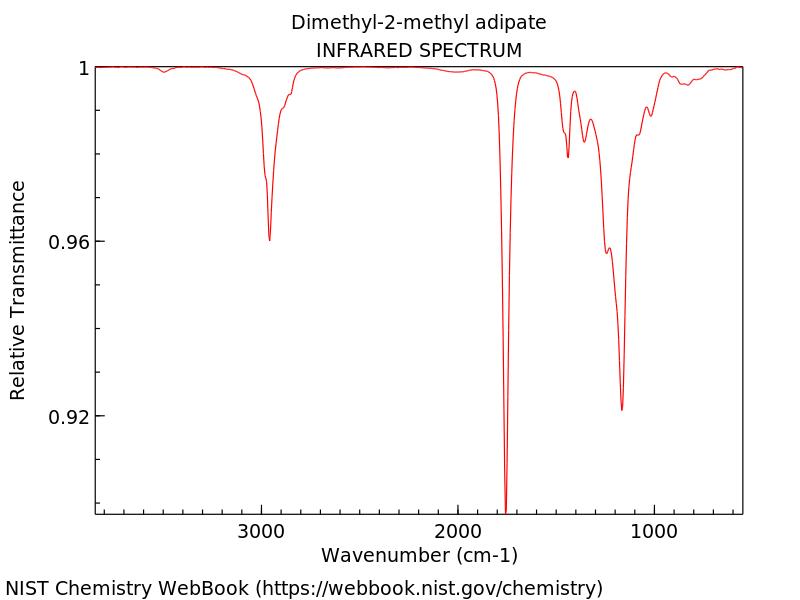 Dimethyl-2-methyl adipate
INFRARED SPECTRUM
1
0.96
0.92
Relative Transmittance
3000 2000 1000
Wavenumber (cm-1)
NIST Chemistry WebBook (https://webbook.nist.gov/chemistry)